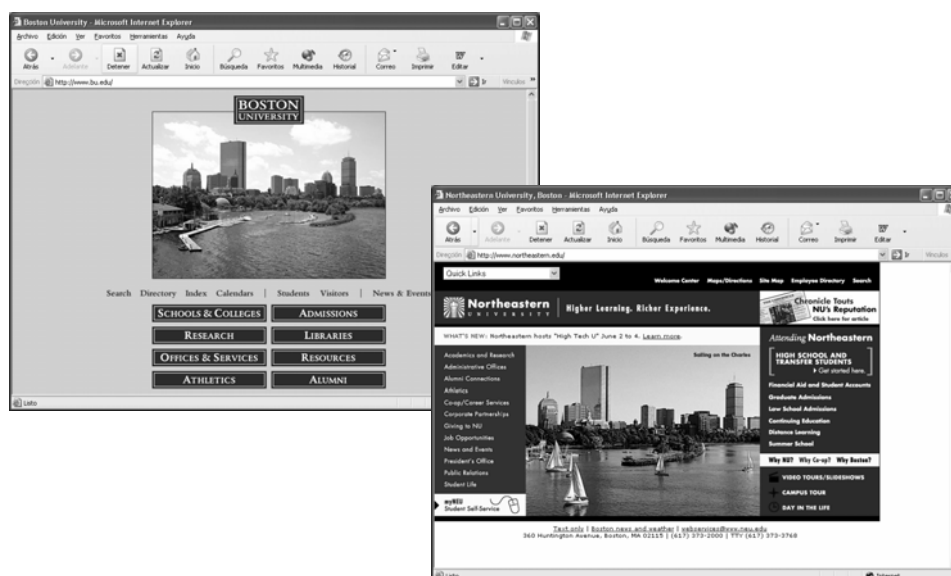 Boston University - Microsoft Internet Explorer
Archivo Edición Ver Favoritos Herramientas Ayuda
Atrás Adelante Detener Actualizar Inicio Búsqueda Favoritos Multimedia Historial Correo Imprimir Editar
Dirección http://www.bu.edu/ Ir Vínculos »
BOSTON
UNIVERSITY
Search Directory Index Calendars | Students Visitors | News & Events
SCHOOLS & COLLEGES ADMISSIONS
RESEARCH LIBRARIES
OFFICES & SERVICES RESOURCES
ATHLETICS ALUMNI
Listo
Northeastern University, Boston - Microsoft Internet Explorer
Archivo Edición Ver Favoritos Herramientas Ayuda
Atrás Adelante Detener Actualizar Inicio Búsqueda Favoritos Multimedia Historial Correo Imprimir Editar
Dirección http://www.northeastern.edu/ Ir Vínculos
Quick Links
Welcome Center Maps/Directions Site Map Employee Directory Search
Northeastern
UNIVERSITY
Higher Learning. Richer Experience.
Chronicle Touts
NU's Reputation
Click here for article
WHAT'S NEW: Northeastern hosts "High Tech U" June 2 to 4. Learn more.
Academics and Research
Administrative Offices
Alumni Connections
Athletics
Co-op/Career Services
Corporate Partnerships
Giving to NU
Job Opportunities
News and Events
President's Office
Public Relations
Student Life
myNEU
Student Self-Service
Sailing on the Charles
Attending Northeastern
HIGH SCHOOL AND
TRANSFER STUDENTS
Get started here.
Financial Aid and Student Accounts
Graduate Admissions
Law School Admissions
Continuing Education
Distance Learning
Summer School
Why NU? Why Co-op? Why Boston?
VIDEO TOURS/SLIDESHOWS
CAMPUS TOUR
DAY IN THE LIFE
Text only | Boston news and weather | webservices@www.neu.edu
360 Huntington Avenue, Boston, MA 02115 | (617) 373-2000 | TTY (617) 373-3768
Listo Internet